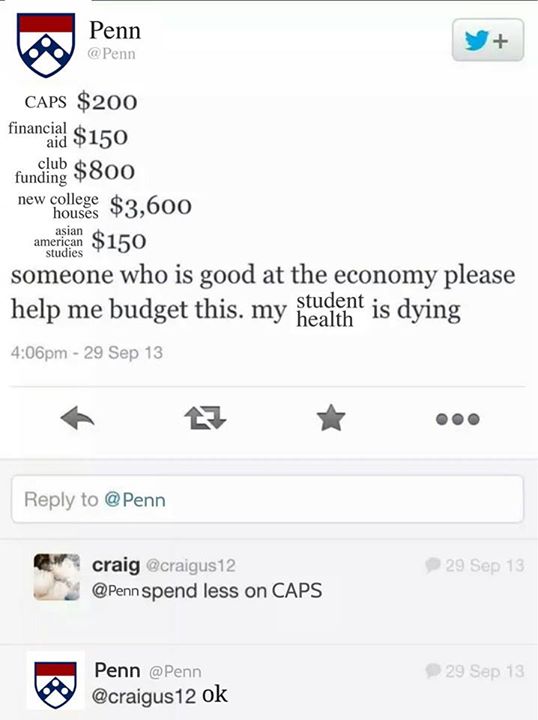 Penn
@Penn
CAPS $200
financial aid $150
club funding $800
new college houses $3,600
asian american studies $150
someone who is good at the economy please
help me budget this. my student health is dying
4:06pm - 29 Sep 13
Reply to @Penn
craig @craigus12 29 Sep 13
@Penn spend less on CAPS
Penn @Penn 29 Sep 13
@craigus12 ok